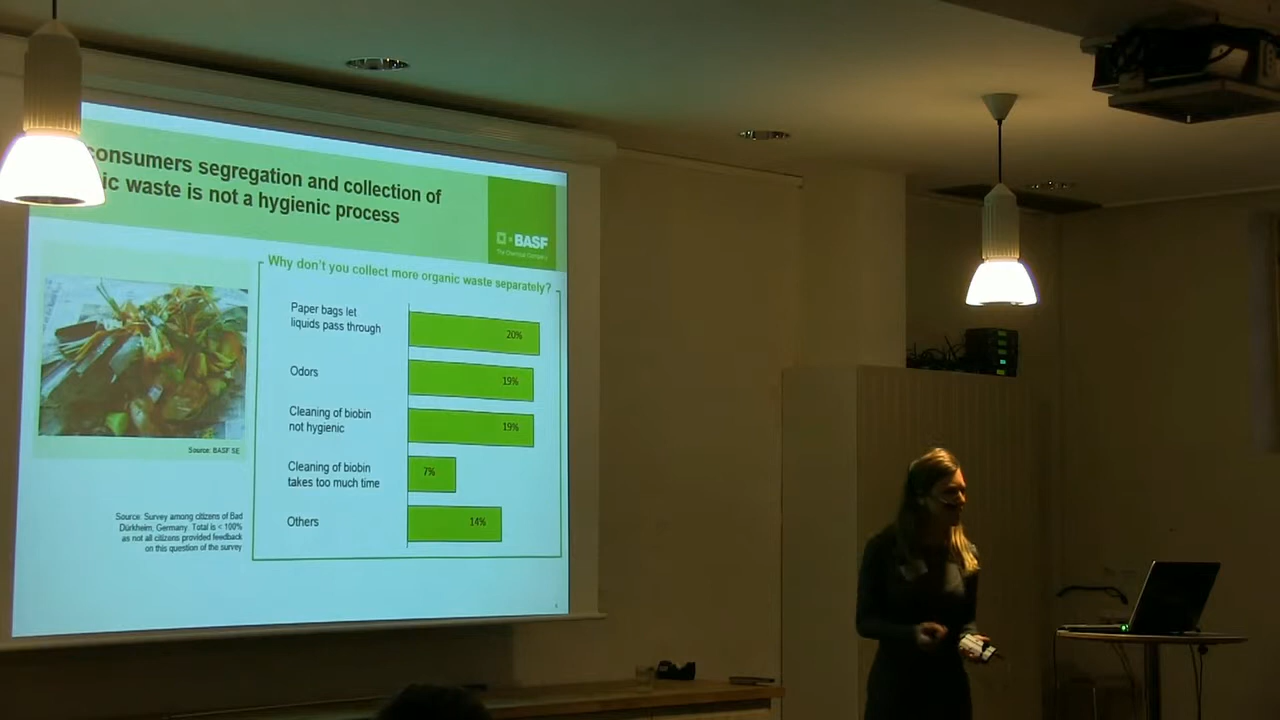 consumers segregation and collection of
waste is not a hygienic process
BASF
The Chemical Company
Why don't you collect more organic waste separately?
Paper bags let
liquids pass through
20%
Odors
19%
Cleaning of biobin
not hygienic
19%
Cleaning of biobin
takes too much time
7%
Others
14%
Source: BASF SE
Source: Survey among citizens of Bad
Dürkheim, Germany. Total is < 100%
as not all citizens provided feedback
on this question of the survey